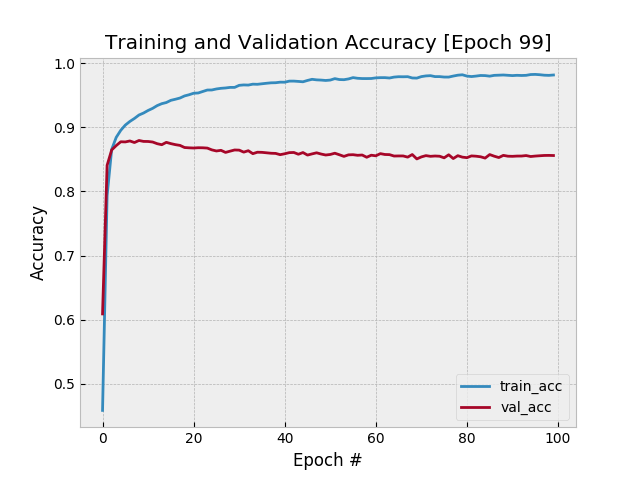 Training and Validation Accuracy [Epoch 99]
1.0
0.9
0.8
0.7
0.6
0.5
Accuracy
0 20 40 60 80 100
Epoch #
train_acc
val_acc